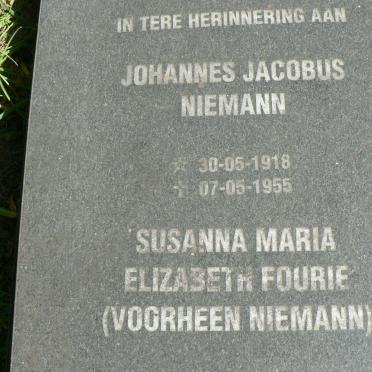 IN TERE HERINNERING AAN
JOHANNES JACOBUS
NIEMANN
☆ 30-05-1918
✝ 07-05-1955
SUSANNA MARIA
ELIZABETH FOURIE
(VOORHEEN NIEMANN)